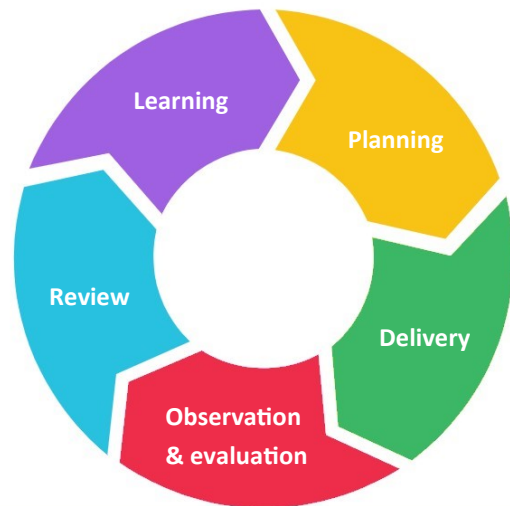 Learning
Planning
Review
Delivery
Observation
& evaluation